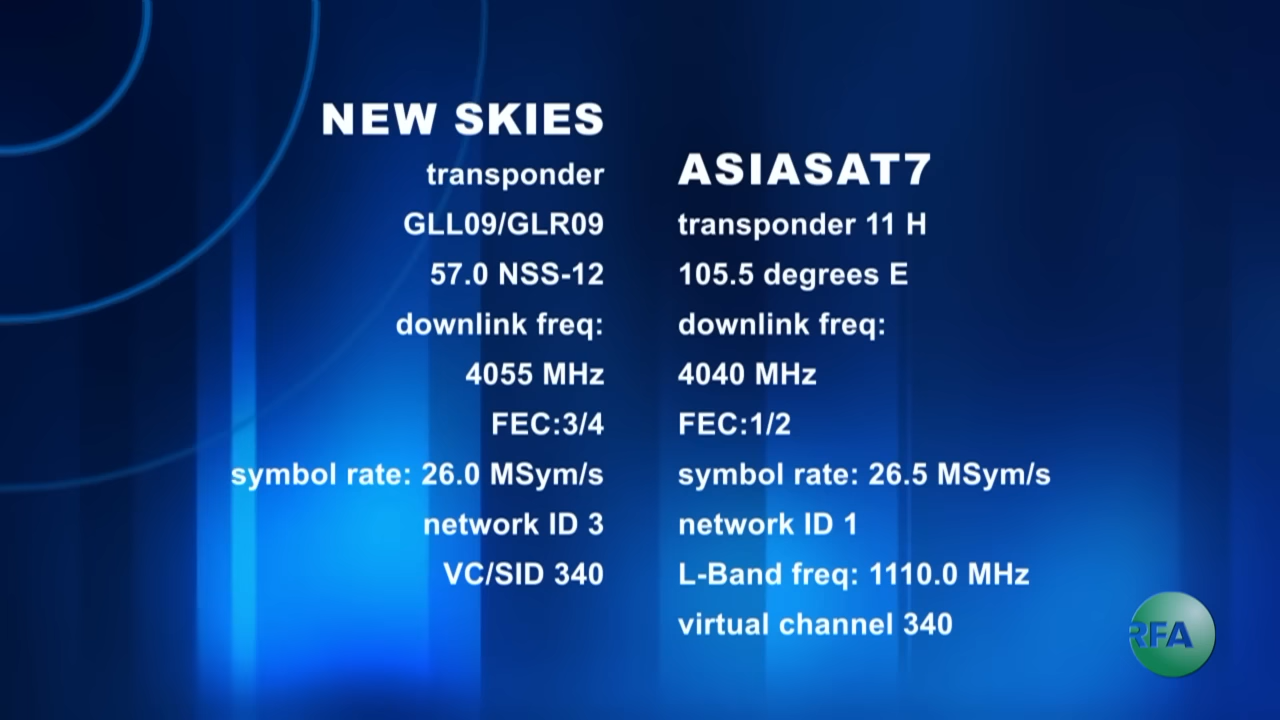 NEW SKIES
transponder
GLL09/GLR09
57.0 NSS-12
downlink freq:
4055 MHz
FEC:3/4
symbol rate: 26.0 MSym/s
network ID 3
VC/SID 340
ASIASAT7
transponder 11 H
105.5 degrees E
downlink freq:
4040 MHz
FEC:1/2
symbol rate: 26.5 MSym/s
network ID 1
L-Band freq: 1110.0 MHz
virtual channel 340
RFA